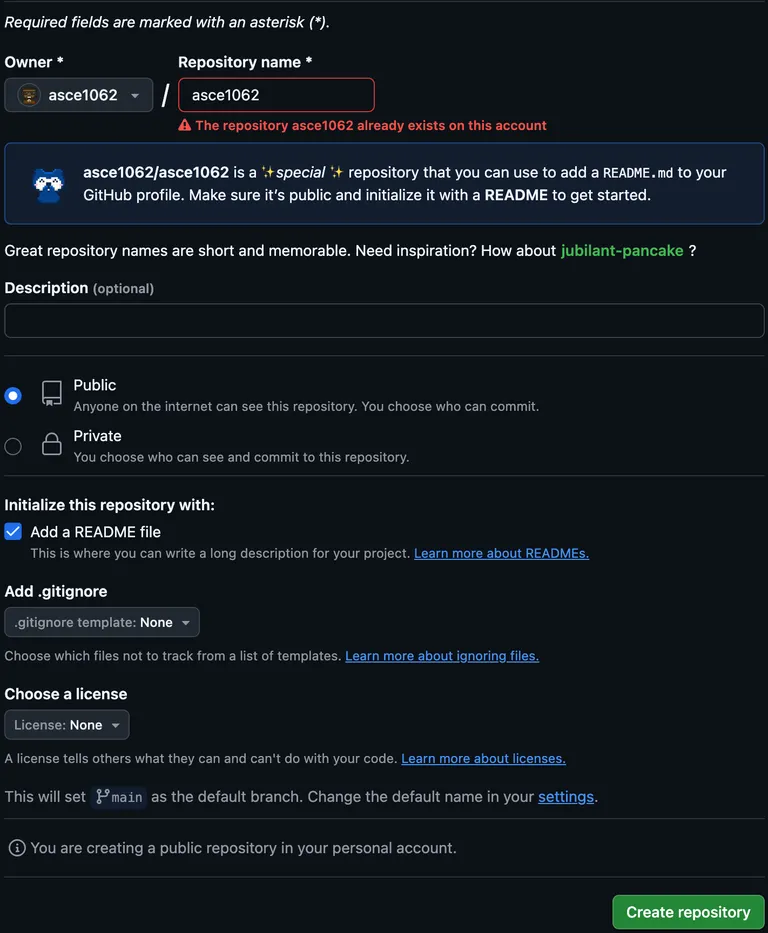 Required fields are marked with an asterisk (*).
Owner *
Repository name *
asce1062
/
asce1062
The repository asce1062 already exists on this account
asce1062/asce1062 is a ✨special ✨ repository that you can use to add a README.md to your
GitHub profile. Make sure it’s public and initialize it with a README to get started.
Great repository names are short and memorable. Need inspiration? How about jubilant-pancake ?
Description (optional)
Public
Anyone on the internet can see this repository. You choose who can commit.
Private
You choose who can see and commit to this repository.
Initialize this repository with:
Add a README file
This is where you can write a long description for your project. Learn more about READMEs.
Add .gitignore
.gitignore template: None
Choose which files not to track from a list of templates. Learn more about ignoring files.
Choose a license
License: None
A license tells others what they can and can't do with your code. Learn more about licenses.
This will set main as the default branch. Change the default name in your settings.
You are creating a public repository in your personal account.
Create repository